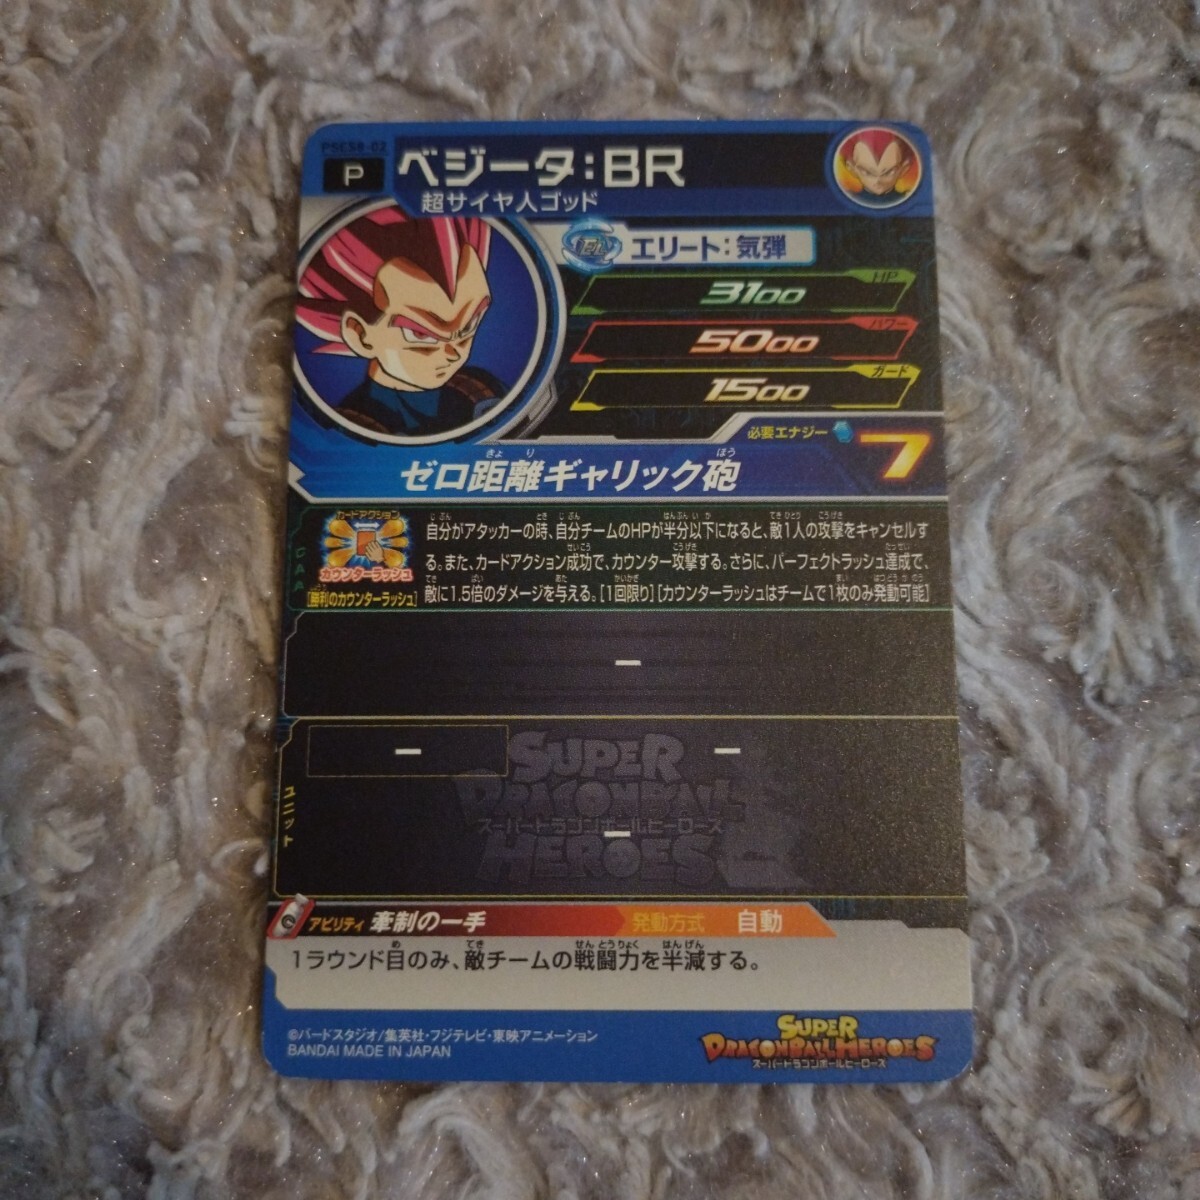 PSES8-02
P
ベジータ:BR
超サイヤ人ゴッド
エリート:気弾
HP
3100
パワー
5000
ガード
1500
必要エナジー 7
ゼロ距離ギャリック砲
CAA
カードアクション
カウンターラッシュ
[勝利のカウンターラッシュ]
自分がアタッカーの時、自分チームのHPが半分以下になると、敵1人の攻撃をキャンセルす
る。また、カードアクション成功で、カウンター攻撃する。さらに、パーフェクトラッシュ達成で、
敵に1.5倍のダメージを与える。[1回限り][カウンターラッシュはチームで1枚のみ発動可能]
ー
ユニット
ー ー
ー
SUPER
DRAGONBALL
スーパードラゴンボールヒーローズ
HEROES
アビリティ 牽制の一手 発動方式 自動
1ラウンド目のみ、敵チームの戦闘力を半減する。
©バードスタジオ/集英社・フジテレビ・東映アニメーション
BANDAI MADE IN JAPAN
SUPER
DRAGONBALL HEROES
スーパードラゴンボールヒーローズ